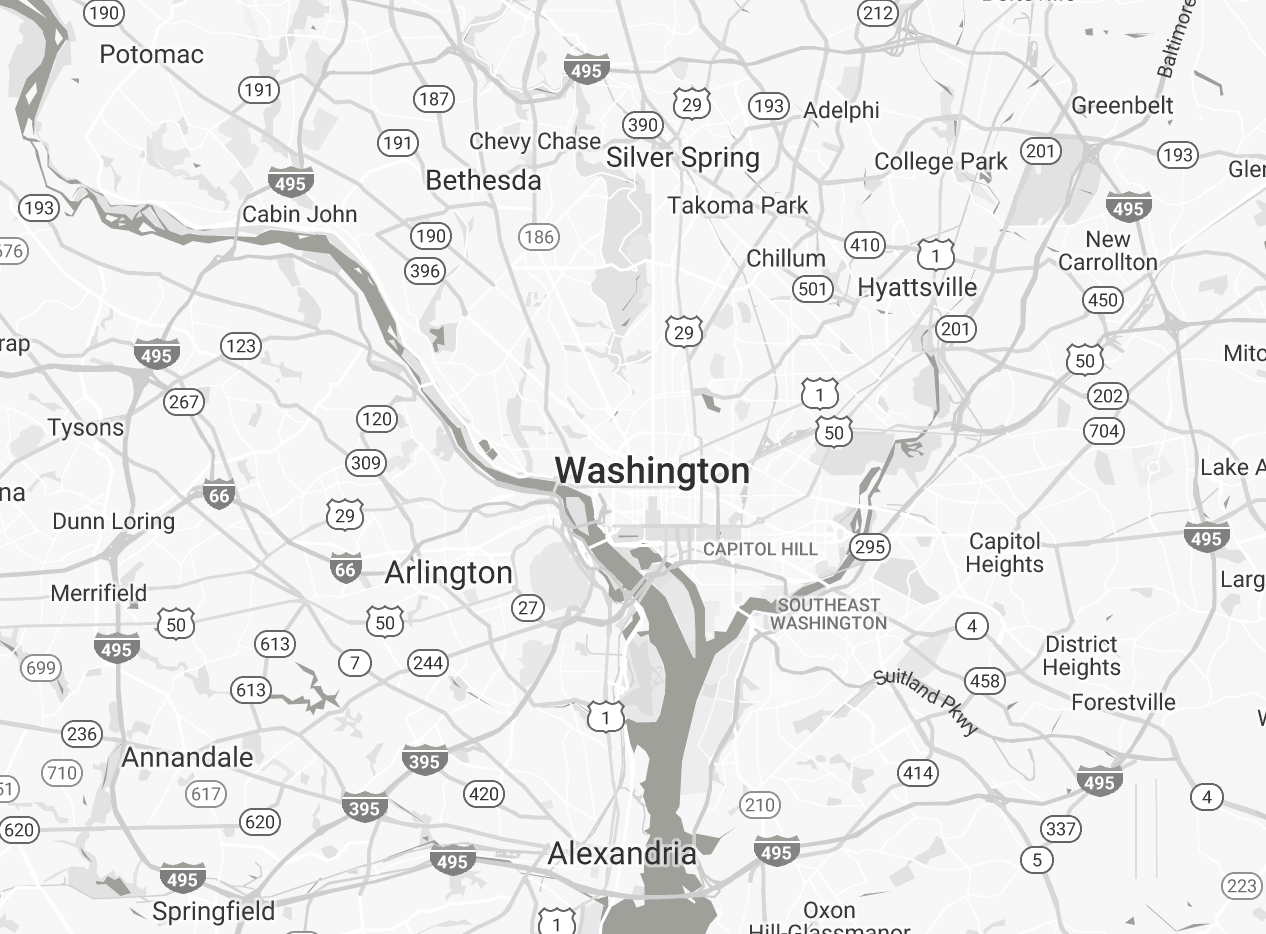 190
212
Potomac
495
Baltimore
191
187
29
193
Adelphi
Greenbelt
390
191
Chevy Chase
Silver Spring
College Park
201
193
495
Bethesda
495
193
Cabin John
Takoma Park
190
186
410
1
New
Carrollton
676
396
Chillum
501
Hyattsville
450
29
201
495
123
50
267
1
202
120
50
704
Tysons
309
Washington
66
29
Dunn Loring
CAPITOL HILL
295
495
Capitol
Heights
66
Arlington
Merrifield
27
SOUTHEAST
WASHINGTON
50
50
4
495
613
7
244
District
Heights
699
613
458
Suitland Pkwy
Forestville
1
236
Annandale
395
710
617
420
395
414
495
210
4
620
620
337
495
495
Alexandria
495
5
223
Springfield
1
Oxon
Hill-Glassmanor